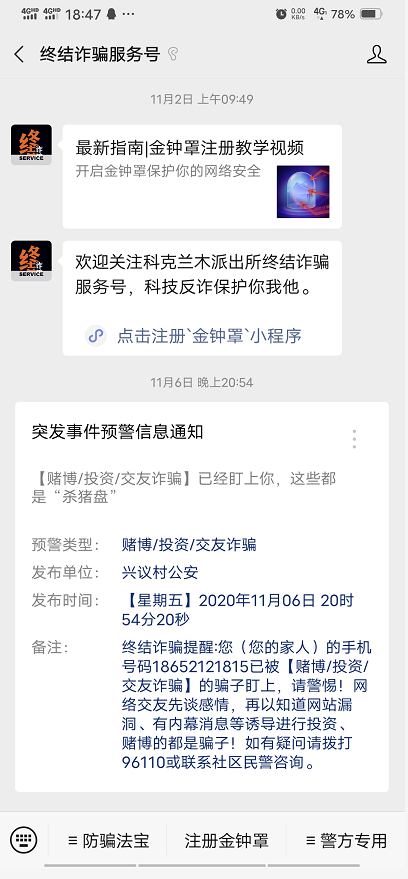 4GHD 4GHD 18:47 ··· 0.00 KB/s 4G 78%
终结诈骗服务号
11月2日 上午09:49
终诈 SERVICE
最新指南|金钟罩注册教学视频
开启金钟罩保护你的网络安全
终诈 SERVICE
欢迎关注科克兰木派出所终结诈骗
服务号，科技反诈保护你我他。
点击注册`金钟罩`小程序
11月6日 晚上20:54
突发事件预警信息通知
【赌博/投资/交友诈骗】已经盯上你，这些都
是“杀猪盘”
预警类型： 赌博/投资/交友诈骗
发布单位： 兴议村公安
发布时间： 【星期五】2020年11月06日 20时
54分20秒
备注： 终结诈骗提醒:您（您的家人）的手机
号码18652121815已被【赌博/投资/
交友诈骗】的骗子盯上，请警惕！网
络交友先谈感情，再以知道网站漏
洞、有内幕消息等诱导进行投资、
赌博的都是骗子！如有疑问请拨打
96110或联系社区民警咨询。
防骗法宝 注册金钟罩 警方专用